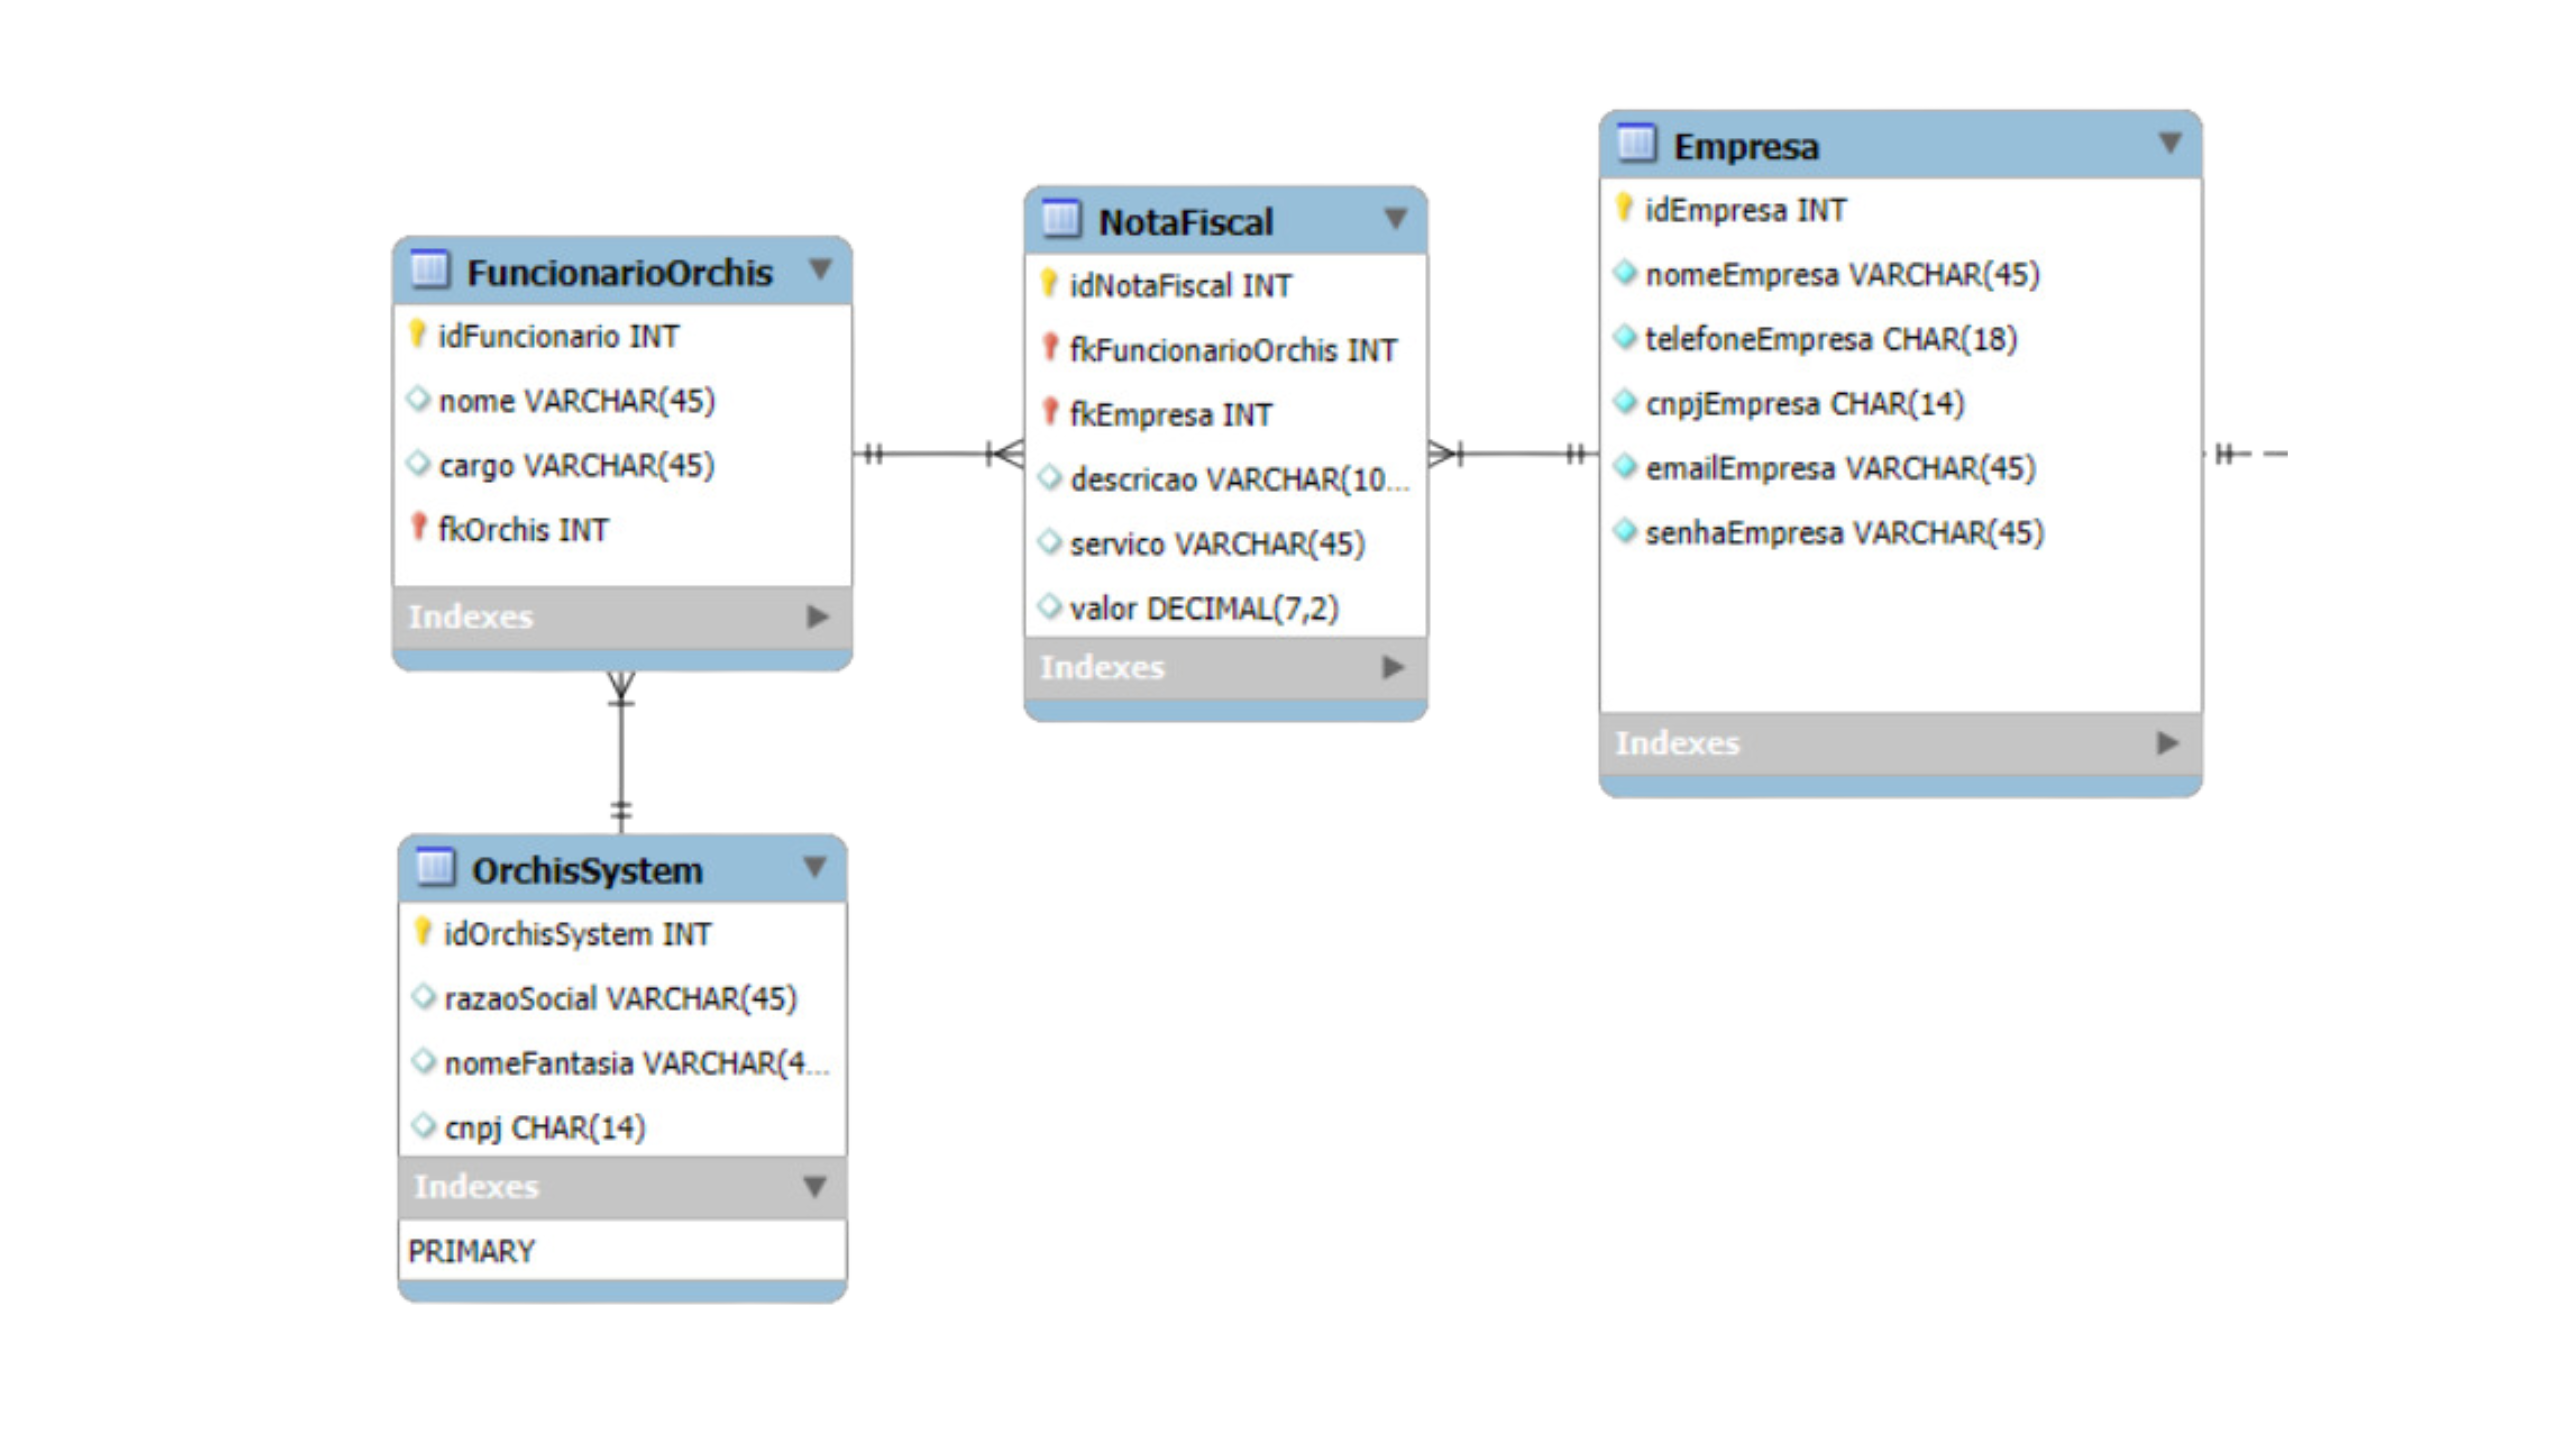 FuncionarioOrchis
idFuncionario INT
nome VARCHAR(45)
cargo VARCHAR(45)
fkOrchis INT
Indexes
NotaFiscal
idNotaFiscal INT
fkFuncionarioOrchis INT
fkEmpresa INT
descricao VARCHAR(10...
servico VARCHAR(45)
valor DECIMAL(7,2)
Indexes
Empresa
idEmpresa INT
nomeEmpresa VARCHAR(45)
telefoneEmpresa CHAR(18)
cnpjEmpresa CHAR(14)
emailEmpresa VARCHAR(45)
senhaEmpresa VARCHAR(45)
Indexes
OrchisSystem
idOrchisSystem INT
razaoSocial VARCHAR(45)
nomeFantasia VARCHAR(4...
cnpj CHAR(14)
Indexes
PRIMARY